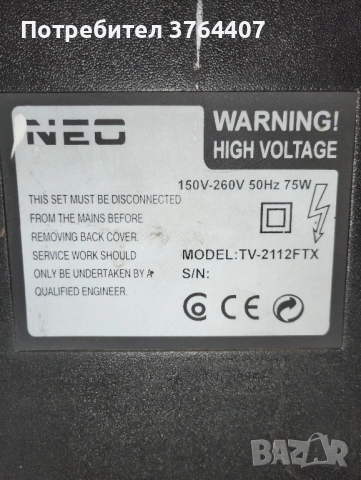 Потребител 3764407
NEO
WARNING!
HIGH VOLTAGE
150V-260V 50Hz 75W
THIS SET MUST BE DISCONNECTED
FROM THE MAINS BEFORE
REMOVING BACK COVER.
SERVICE WORK SHOULD
ONLY BE UNDERTAKEN BY A
QUALIFIED ENGINEER.
MODEL:TV-2112FTX
S/N:
CE
BAZAR